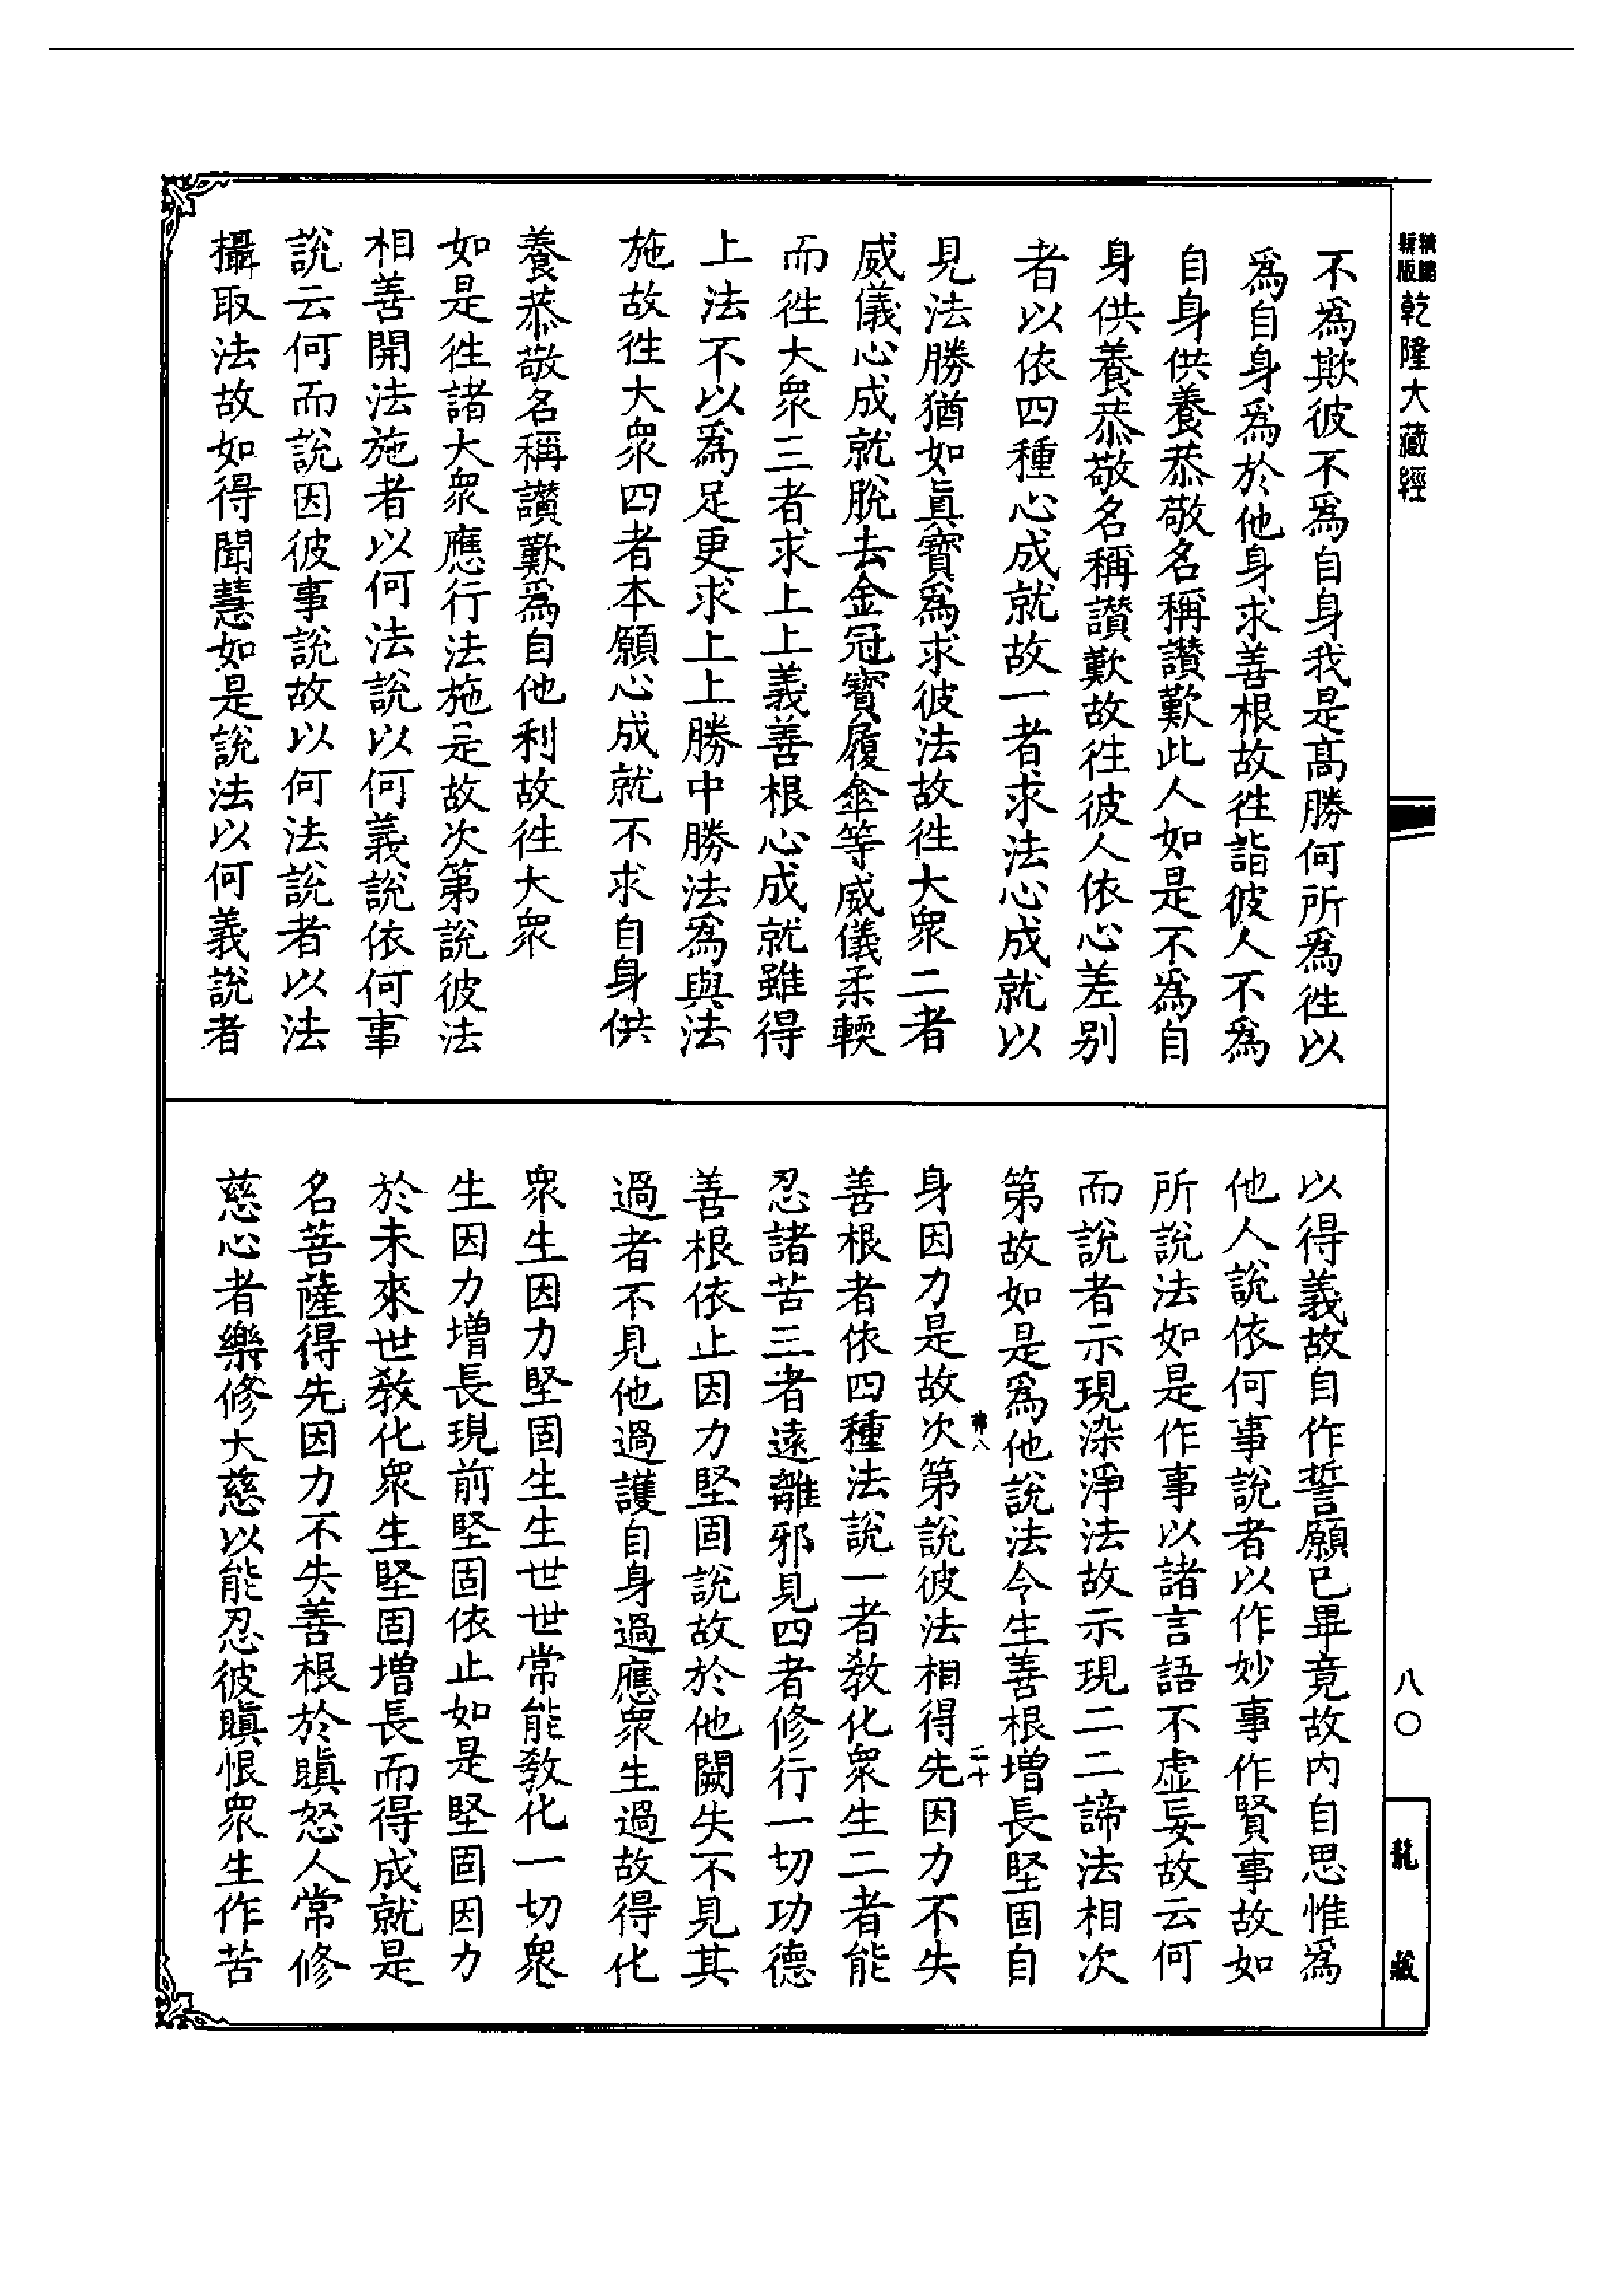 乾隆大藏經
不爲欺彼不爲自身我是高勝何所爲徃以
爲自身爲於他身求善根故徃詣彼人不爲
自身供養恭敬名稱讚歎此人如是不爲自
身供養恭敬名稱讚歎故徃彼人依心差別
者以依四種心成就故一者求法心成就以
見法勝猶如眞寶爲求彼法故徃大衆二者
威儀心成就脫去金冠寶履傘等威儀柔輭
而徃大衆三者求上上義善根心成就雖得
上法不以爲足更求上上勝中勝法爲與法
施故徃大衆四者本願心成就不求自身供
養恭敬名稱讚歎爲自他利故徃大衆
如是徃諸大衆應行法施是故次第說彼法
相善開法施者以何法說以何義說依何事
說云何而說因彼事說故以何法說者以法
攝取法故如得聞慧如是說法以何義說者
以得義故自作誓願已畢竟故内自思惟爲
他人說依何事說者以作妙事作賢事故如
所說法如是作事以諸言語不虛妄故云何
而說者示現染淨法故示現二二諦法相次
第故如是爲他說法令生善根增長堅固自
身因力是故次第說彼法相得先因力不失
善根者依四種法說一者教化衆生二者能
忍諸苦三者遠離邪見四者修行一切功德
善根依止因力堅固說故於他闕失不見其
過者不見他過護自身過應衆生過故得化
衆生因力堅固生生世世常能教化一切衆
生因力增長現前堅固依止如是堅固因力
於未來世教化衆生堅固增長而得成就是
名菩薩得先因力不失善根於瞋怒人常修
慈心者樂修大慈以能忍彼瞋恨衆生作苦
二十
八〇
龍藏